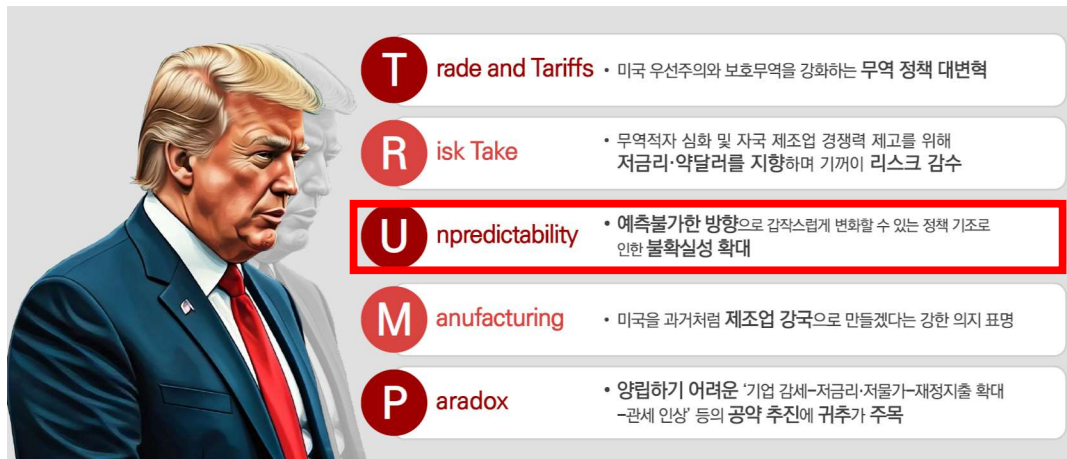 Trade and Tariffs • 미국 우선주의와 보호무역을 강화하는 무역 정책 대변혁
Risk Take • 무역적자 심화 및 자국 제조업 경쟁력 제고를 위해
저금리·약달러를 지향하며 기꺼이 리스크 감수
Unpredictability • 예측불가한 방향으로 갑작스럽게 변화할 수 있는 정책 기조로
인한 불확실성 확대
Manufacturing • 미국을 과거처럼 제조업 강국으로 만들겠다는 강한 의지 표명
Paradox • 양립하기 어려운 ‘기업 감세-저금리·저물가-재정지출 확대
-관세 인상’ 등의 공약 추진에 귀추가 주목